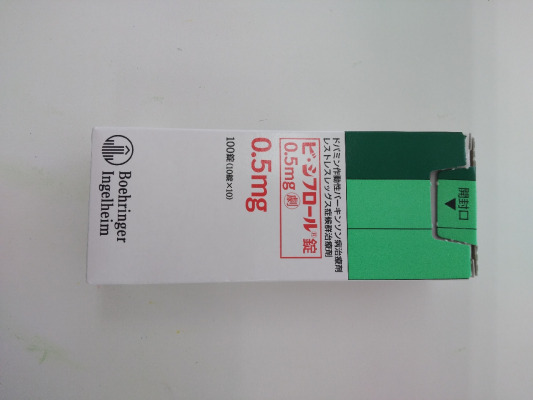 開封口
ドパミン作動性パーキンソン病治療剤
レストレスレッグス症候群治療剤
ビ・シフロール®錠
0.5mg 劇
0.5mg
100錠(10錠×10)
Boehringer
Ingelheim